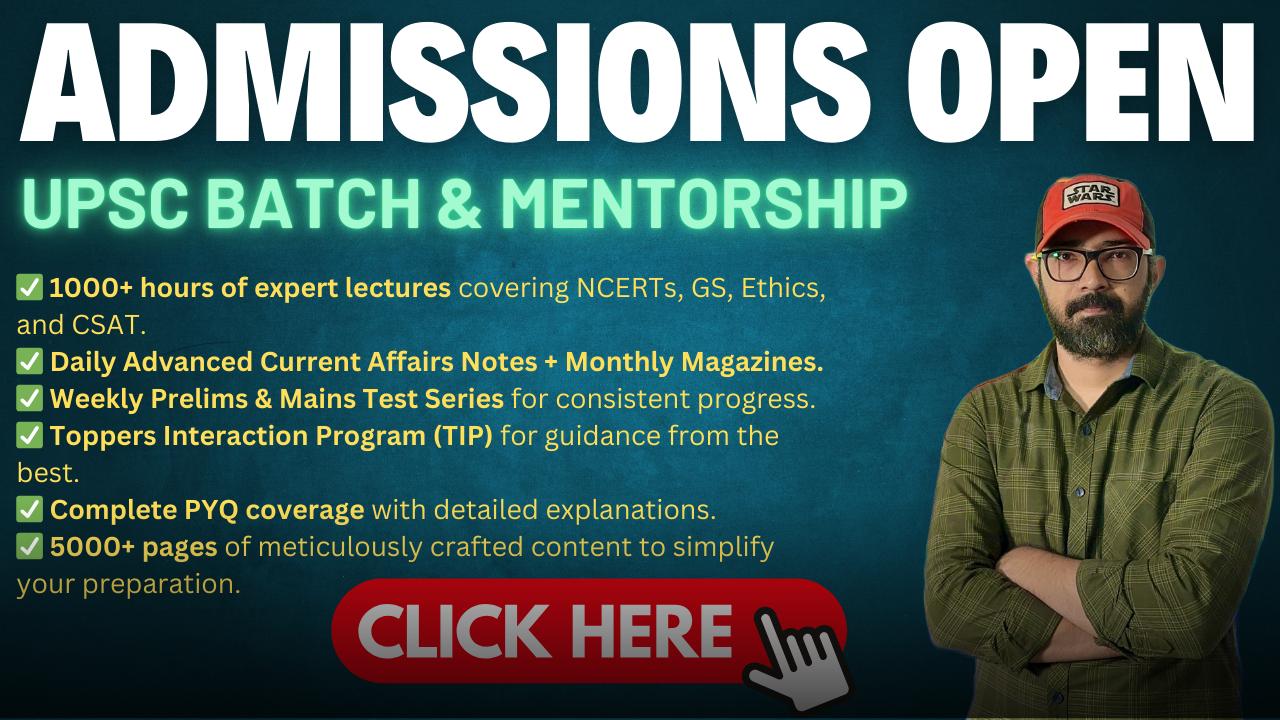 ADMISSIONS OPEN
UPSC BATCH & MENTORSHIP
STAR
WARS
✅ 1000+ hours of expert lectures covering NCERTs, GS, Ethics,
and CSAT.
✅ Daily Advanced Current Affairs Notes + Monthly Magazines.
✅ Weekly Prelims & Mains Test Series for consistent progress.
✅ Toppers Interaction Program (TIP) for guidance from the
best.
✅ Complete PYQ coverage with detailed explanations.
✅ 5000+ pages of meticulously crafted content to simplify
your preparation.
CLICK HERE